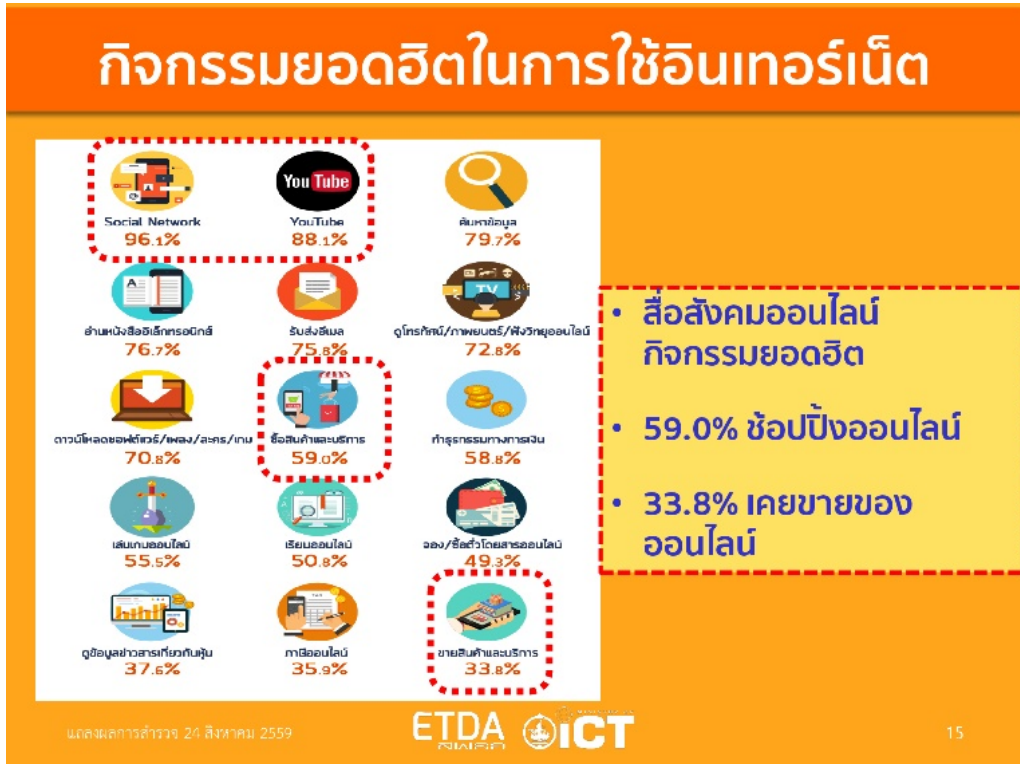 กิจกรรมยอดฮิตในการใช้อินเทอร์เน็ต
You Tube
Social Network
YouTube
ค้นหาข้อมูล
96.1%
88.1%
79.7%
TV
อ่านหนังสืออิเล็กทรอนิกส์
รับส่งอีเมล
ดูโทรทัศน์/ภาพยนตร์/ฟังวิทยุออนไลน์
76.7%
75.8%
72.8%
ดาวน์โหลดซอฟต์แวร์/เพลง/ละคร/เกม
ซื้อสินค้าและบริการ
ทำธุรกรรมทางการเงิน
70.8%
59.0%
58.8%
เล่นเกมออนไลน์
เรียนออนไลน์
จอง/ซื้อตั๋วโดยสารออนไลน์
55.5%
50.8%
49.3%
TAX
ดูข้อมูลข่าวสารเกี่ยวกับหุ้น
ภาษีออนไลน์
ขายสินค้าและบริการ
37.6%
35.9%
33.8%
• สื่อสังคมออนไลน์
กิจกรรมยอดฮิต
• 59.0% ช้อปปิ้งออนไลน์
• 33.8% เคยขายของ
ออนไลน์
แถลงผลการสำรวจ 24 สิงหาคม 2559
ETDA
สพธอ
ICT
15